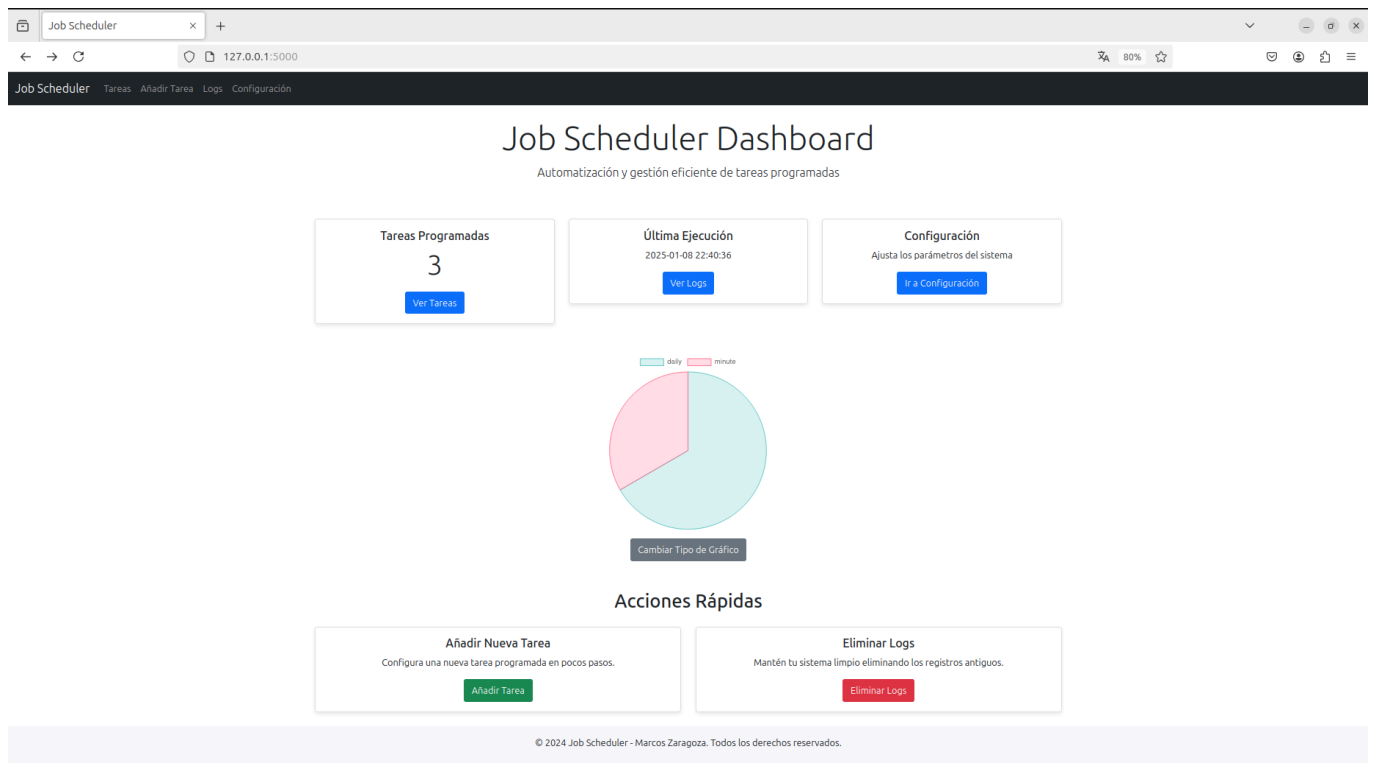 Job Scheduler
127.0.0.1:5000
80%
Job Scheduler Tareas Añadir Tarea Logs Configuración
Job Scheduler Dashboard
Automatización y gestión eficiente de tareas programadas
Tareas Programadas
3
Ver Tareas
Última Ejecución
2025-01-08 22:40:36
Ver Logs
Configuración
Ajusta los parámetros del sistema
Ir a Configuración
daily minute
Cambiar Tipo de Gráfico
Acciones Rápidas
Añadir Nueva Tarea
Configura una nueva tarea programada en pocos pasos.
Añadir Tarea
Eliminar Logs
Mantén tu sistema limpio eliminando los registros antiguos.
Eliminar Logs
© 2024 Job Scheduler - Marcos Zaragoza. Todos los derechos reservados.